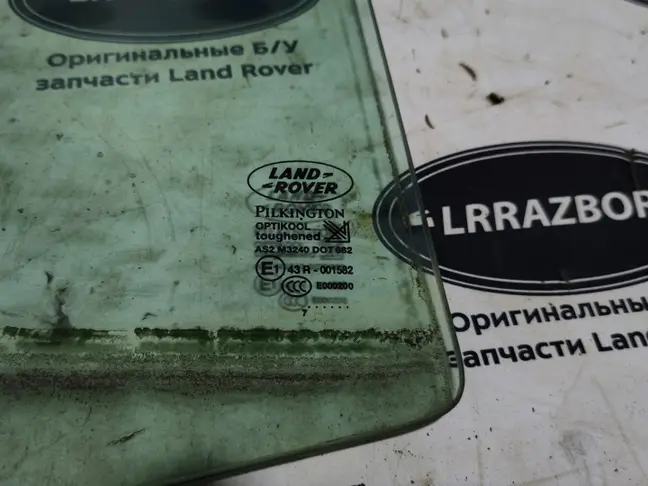 Оригинальные Б/У
запчасти Land Rover
LAND-
-ROVER
PILKINGTON
OPTIKOOL
toughened
AS2 M3240 DOT 682
E1 43 R - 001582
CCC E000200
7 ......
LRRAZBOR
Оригинальны
запчасти Lan